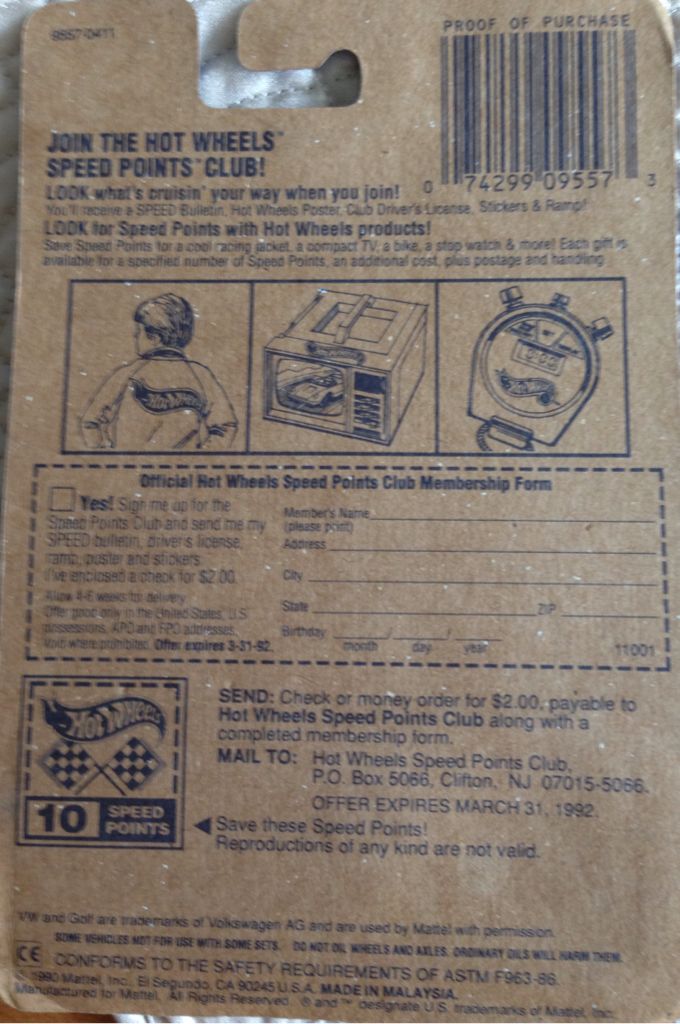 9557-0411
PROOF OF PURCHASE
0 74299 09557 3
JOIN THE HOT WHEELS™
SPEED POINTS™ CLUB!
LOOK what's cruisin' your way when you join!
You'll receive a SPEED Bulletin, Hot Wheels Poster, Club Driver's License, Stickers & Ramp!
LOOK for Speed Points with Hot Wheels products!
Save Speed Points for a cool racing jacket, a compact TV, a bike, a stop watch & more! Each gift is
available for a specified number of Speed Points, an additional cost, plus postage and handling.
Hot Wheels
Hot Wheels
Hot Wheels
Official Hot Wheels Speed Points Club Membership Form
Yes! Sign me up for the
Speed Points Club and send me my
SPEED bulletin, driver's license,
ramp, poster and stickers.
I've enclosed a check for $2.00.
Allow 4-6 weeks for delivery.
Offer good only in the United States, U.S.
possessions, APO and FPO addresses.
Void where prohibited. Offer expires 3-31-92.
Member's Name
(please print)
Address
City
State ZIP
Birthday / /
month day year
11001
HOT WHEELS
10 SPEED
POINTS
SEND: Check or money order for $2.00, payable to
Hot Wheels Speed Points Club along with a
completed membership form.
MAIL TO: Hot Wheels Speed Points Club,
P.O. Box 5066, Clifton, NJ 07015-5066.
OFFER EXPIRES MARCH 31, 1992.
◀ Save these Speed Points!
Reproductions of any kind are not valid.
VW and Golf are trademarks of Volkswagen AG and are used by Mattel with permission.
SOME VEHICLES NOT FOR USE WITH SOME SETS. DO NOT OIL WHEELS AND AXLES. ORDINARY OILS WILL HARM THEM.
CE CONFORMS TO THE SAFETY REQUIREMENTS OF ASTM F963-86.
© 1990 Mattel, Inc., El Segundo, CA 90245 U.S.A. MADE IN MALAYSIA.
Manufactured for Mattel. All Rights Reserved. ® and ™ designate U.S. trademarks of Mattel, Inc.